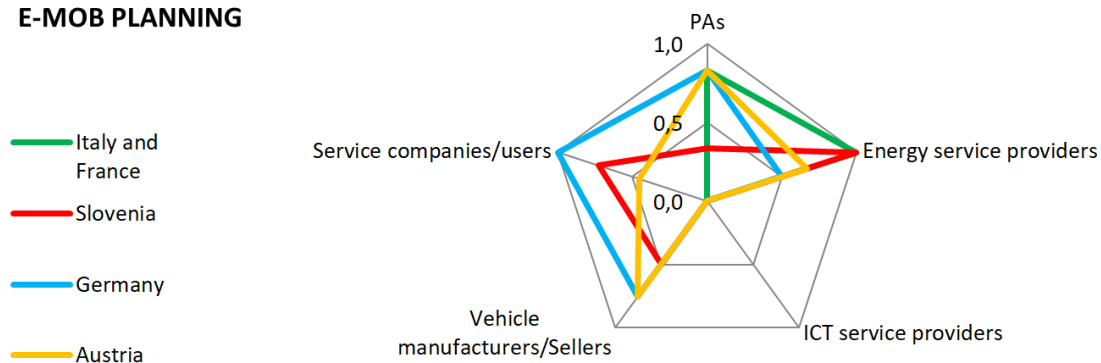 E-MOB PLANNING
Italy and
France
Slovenia
Germany
Austria
PAs
1,0
0,5
0,0
Service companies/users
Energy service providers
Vehicle
manufacturers/Sellers
ICT service providers